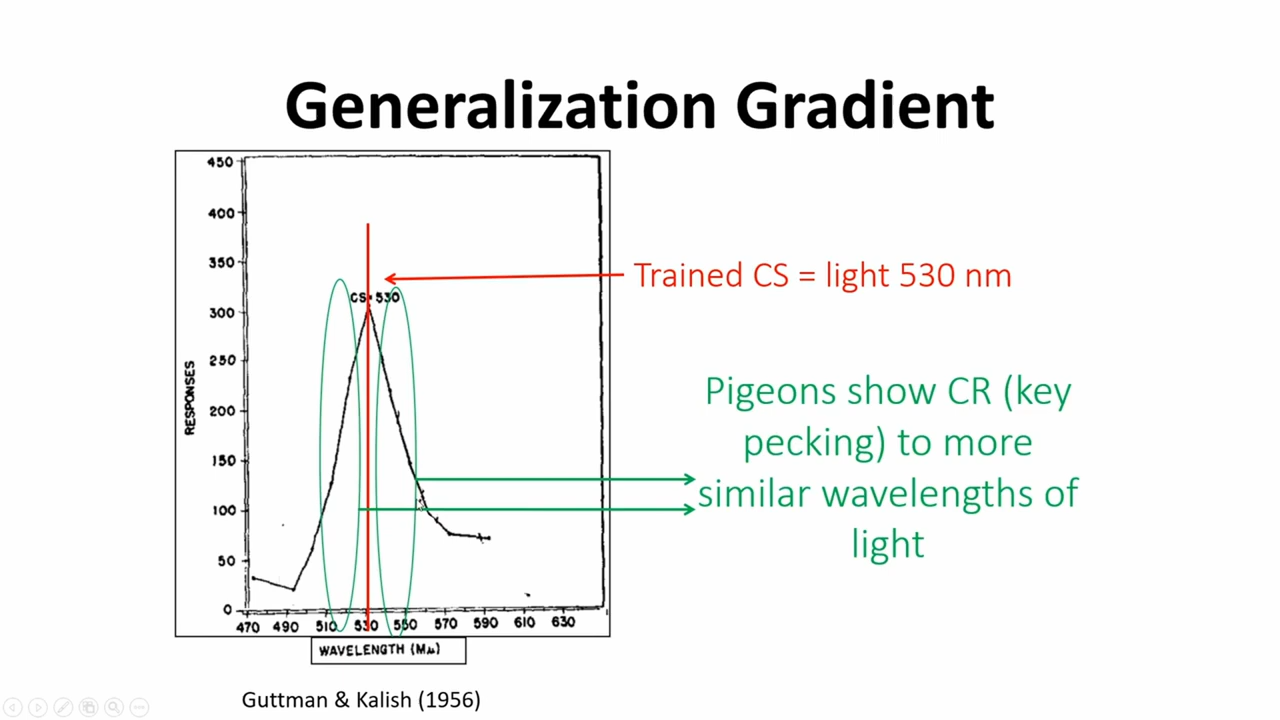 Generalization Gradient
450
400
350
300
250
200
150
100
50
0
RESPONSES
CS=530
470 490 510 530 550 570 590 610 630
WAVELENGTH (Mµ)
Trained CS = light 530 nm
Pigeons show CR (key
pecking) to more
similar wavelengths of
light
Guttman & Kalish (1956)